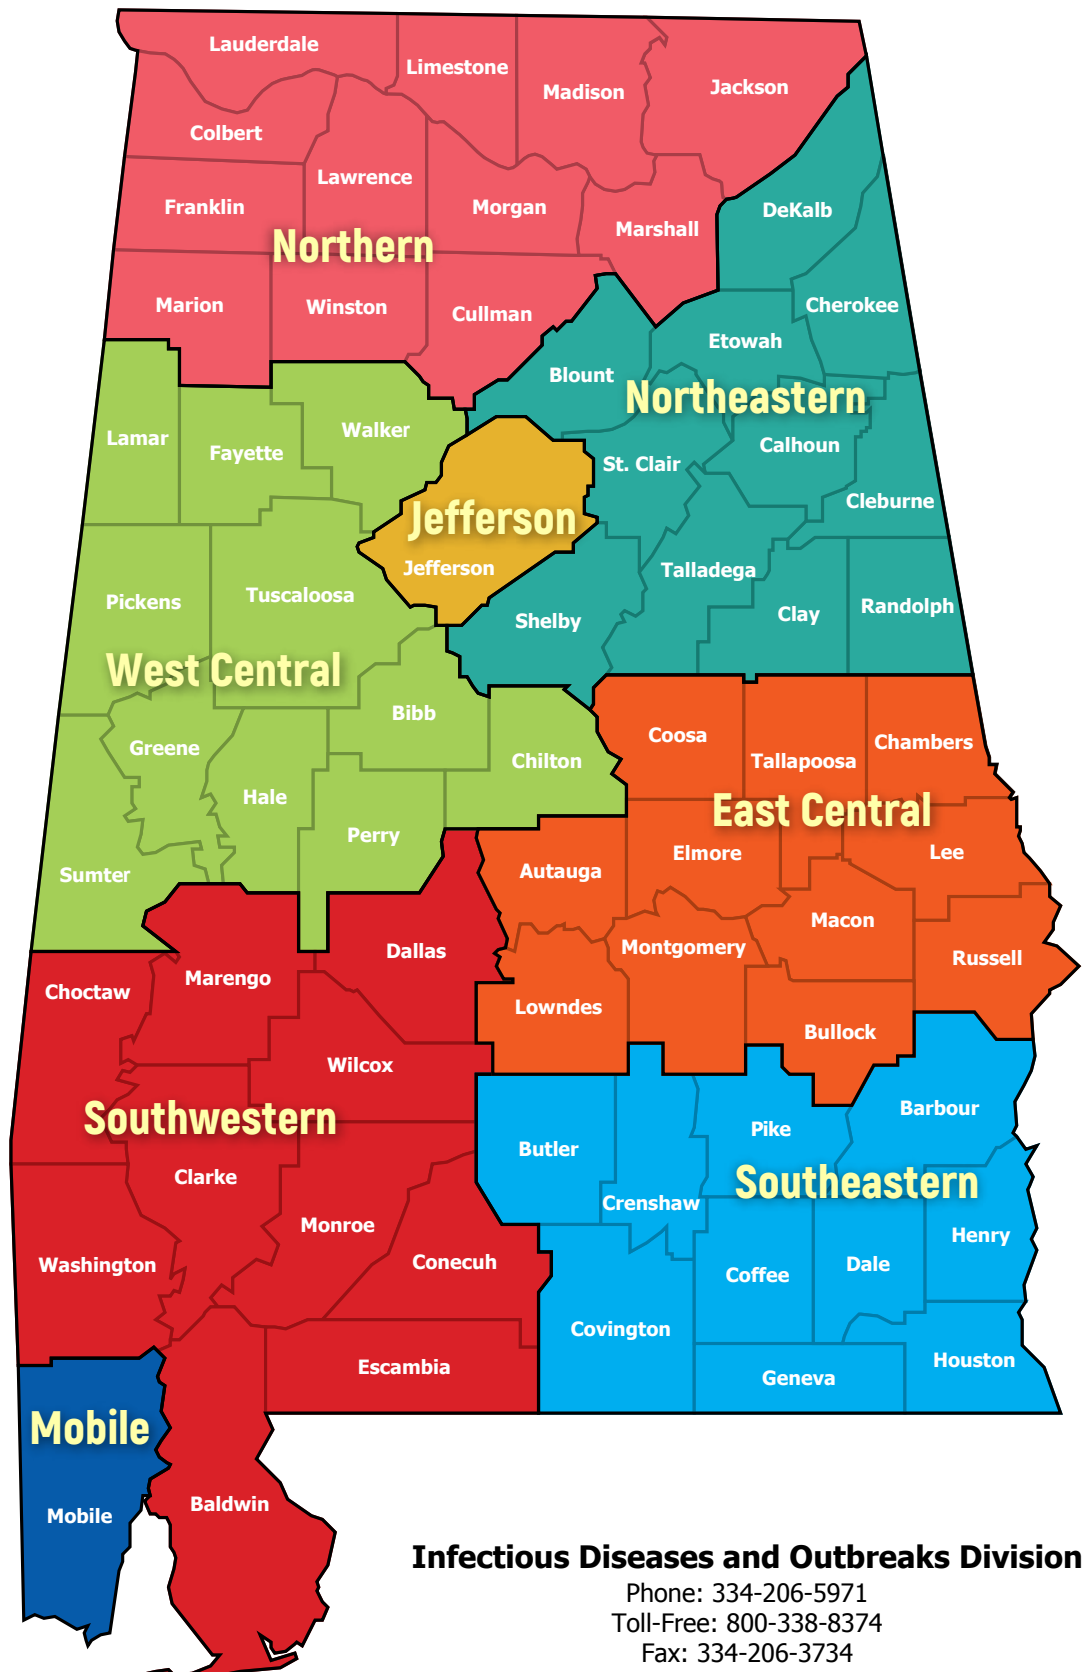 Lauderdale
Limestone
Madison
Jackson
Colbert
Lawrence
Franklin
Morgan
Marshall
DeKalb
Northern
Marion
Winston
Cullman
Cherokee
Etowah
Blount
Northeastern
Lamar
Fayette
Walker
Calhoun
St. Clair
Cleburne
Jefferson
Jefferson
Talladega
Pickens
Tuscaloosa
Shelby
Clay
Randolph
West Central
Bibb
Coosa
Greene
Chilton
Tallapoosa
Chambers
Hale
East Central
Perry
Elmore
Lee
Sumter
Autauga
Macon
Montgomery
Dallas
Russell
Marengo
Choctaw
Lowndes
Bullock
Wilcox
Southwestern
Barbour
Pike
Butler
Clarke
Southeastern
Crenshaw
Monroe
Henry
Washington
Conecuh
Dale
Coffee
Covington
Escambia
Houston
Geneva
Mobile
Mobile
Baldwin
Infectious Diseases and Outbreaks Division
Phone: 334-206-5971
Toll-Free: 800-338-8374
Fax: 334-206-3734